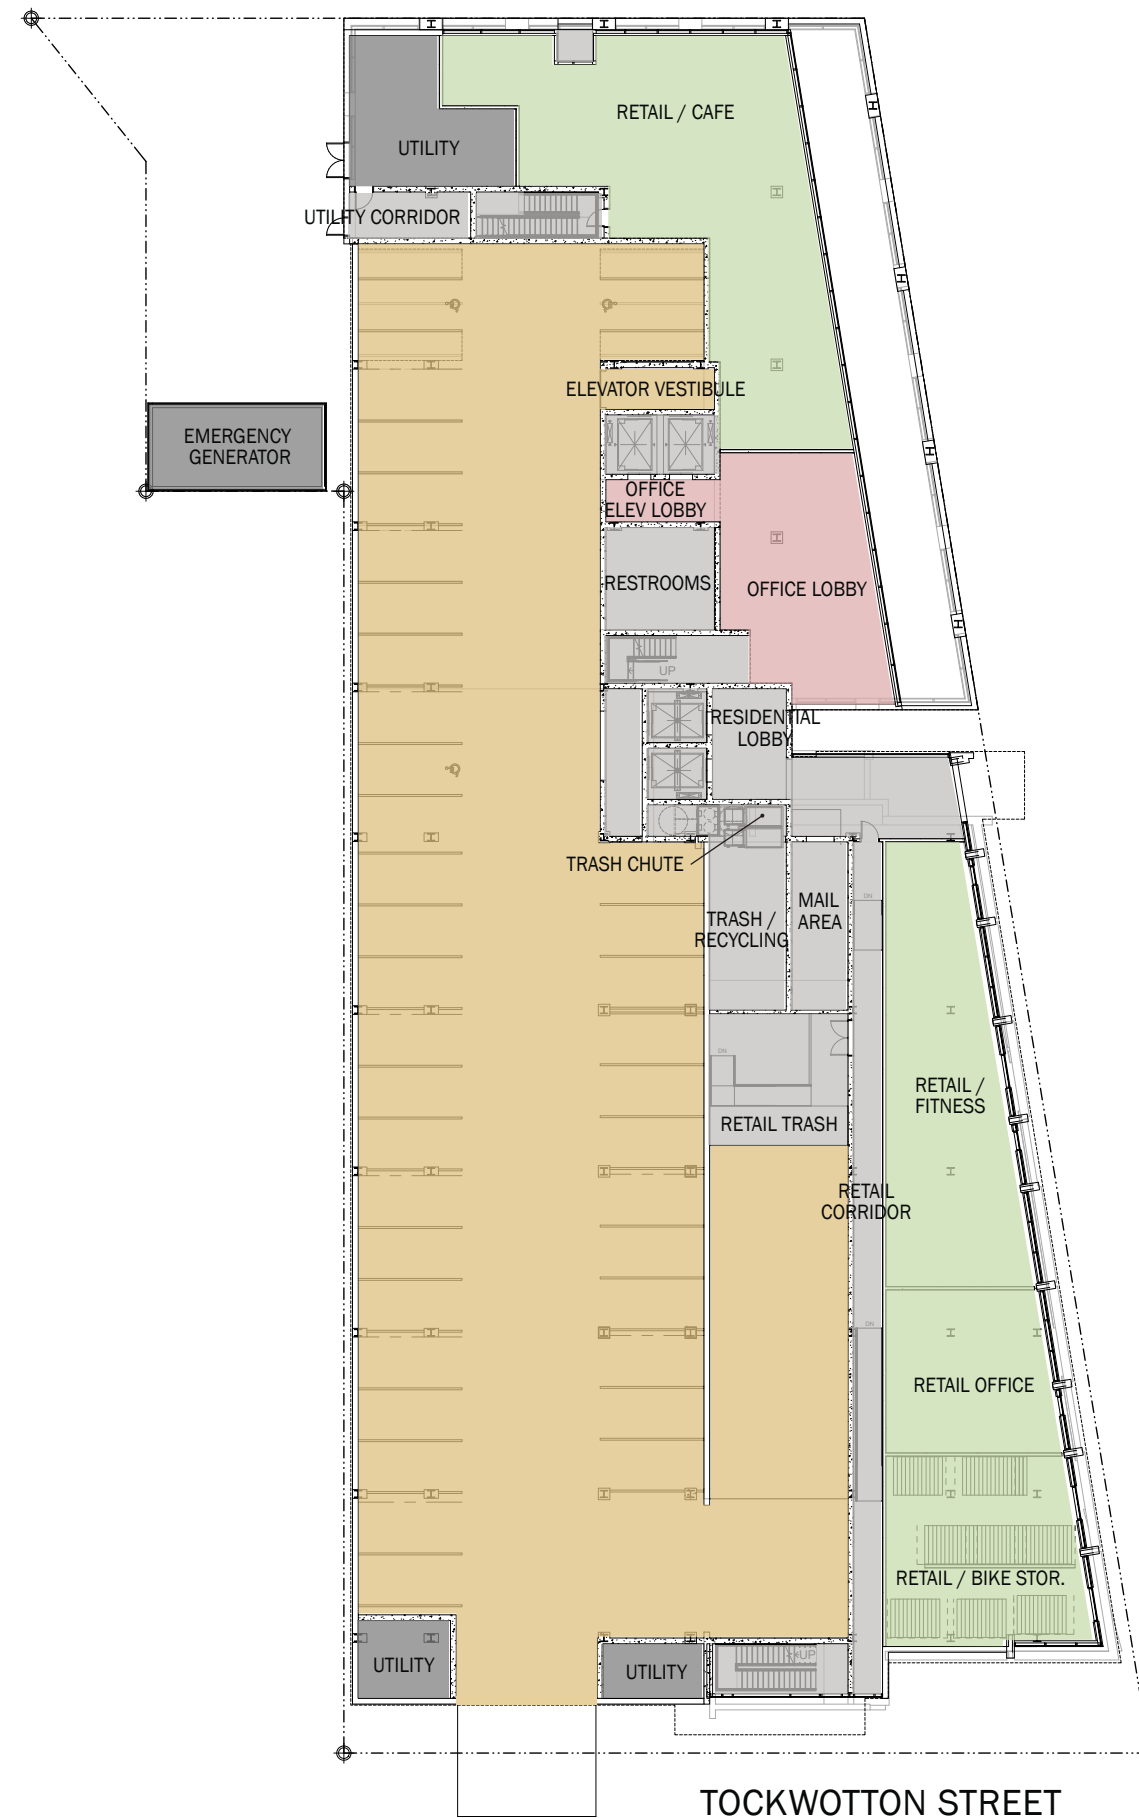 RETAIL / CAFE
UTILITY
UTILITY CORRIDOR
ELEVATOR VESTIBULE
EMERGENCY
GENERATOR
OFFICE
ELEV LOBBY
RESTROOMS
OFFICE LOBBY
UP
RESIDENTIAL
LOBBY
TRASH CHUTE
TRASH /
RECYCLING
MAIL
AREA
DN
DN
RETAIL /
FITNESS
RETAIL TRASH
RETAIL
CORRIDOR
DN
RETAIL OFFICE
RETAIL / BIKE STOR.
UTILITY
UTILITY
UP
TOCKWOTTON STREET